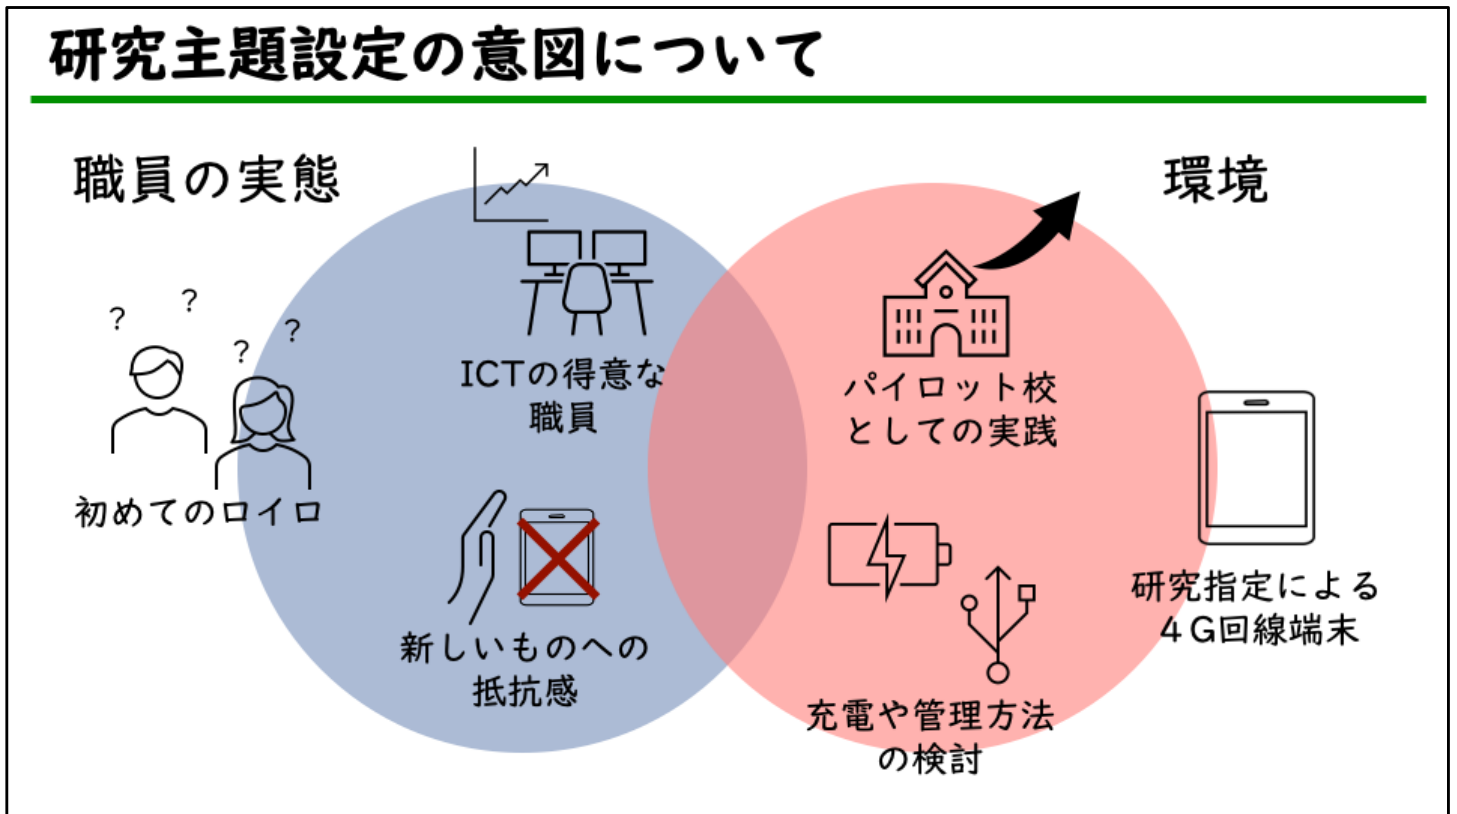 研究主題設定の意図について
職員の実態
環境
?
?
?
?
ICTの得意な
職員
初めてのロイロ
新しいものへの
抵抗感
パイロット校
としての実践
研究指定による
4G回線端末
充電や管理方法
の検討